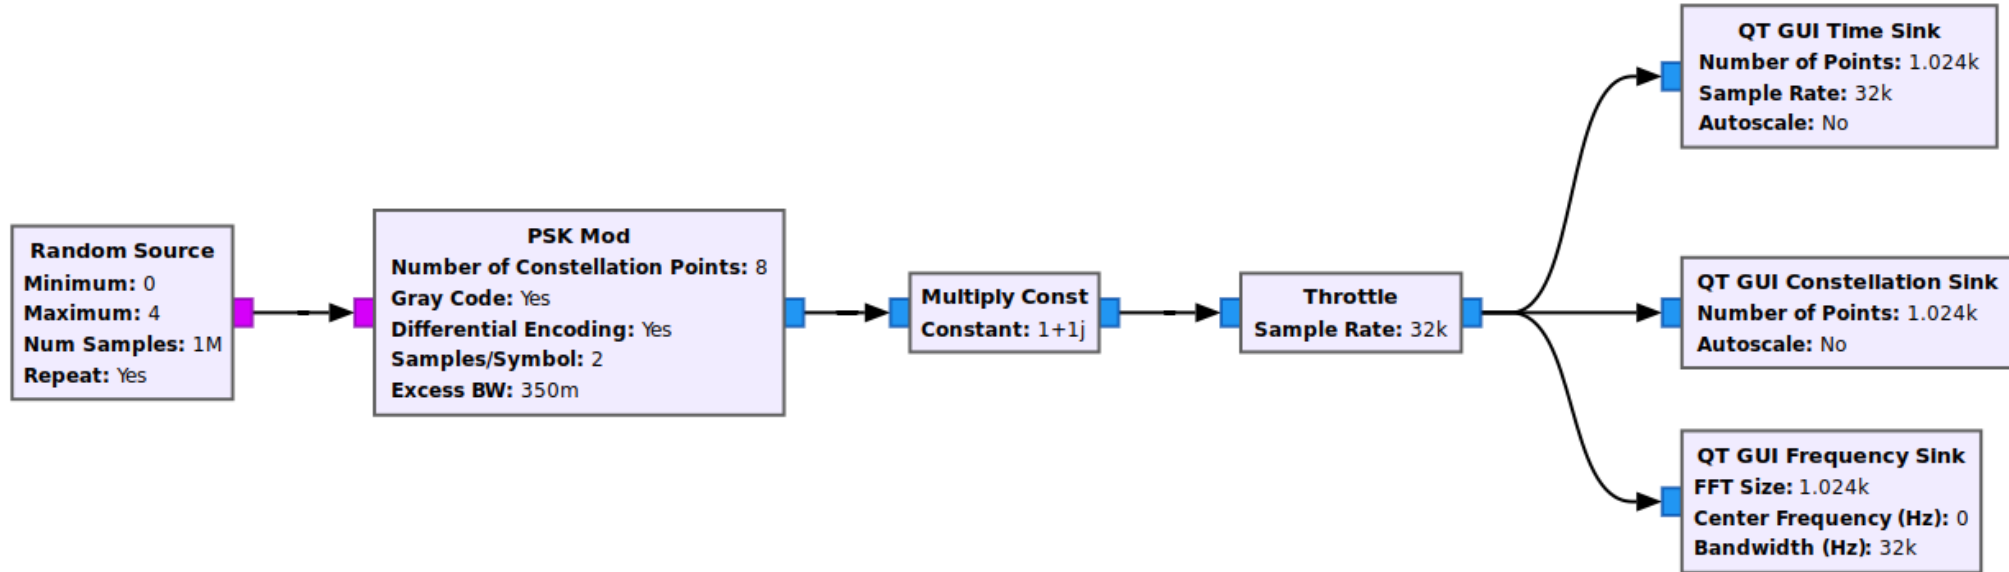 Random Source
Minimum: 0
Maximum: 4
Num Samples: 1M
Repeat: Yes
PSK Mod
Number of Constellation Points: 8
Gray Code: Yes
Differential Encoding: Yes
Samples/Symbol: 2
Excess BW: 350m
Multiply Const
Constant: 1+1j
Throttle
Sample Rate: 32k
QT GUI Time Sink
Number of Points: 1.024k
Sample Rate: 32k
Autoscale: No
QT GUI Constellation Sink
Number of Points: 1.024k
Autoscale: No
QT GUI Frequency Sink
FFT Size: 1.024k
Center Frequency (Hz): 0
Bandwidth (Hz): 32k